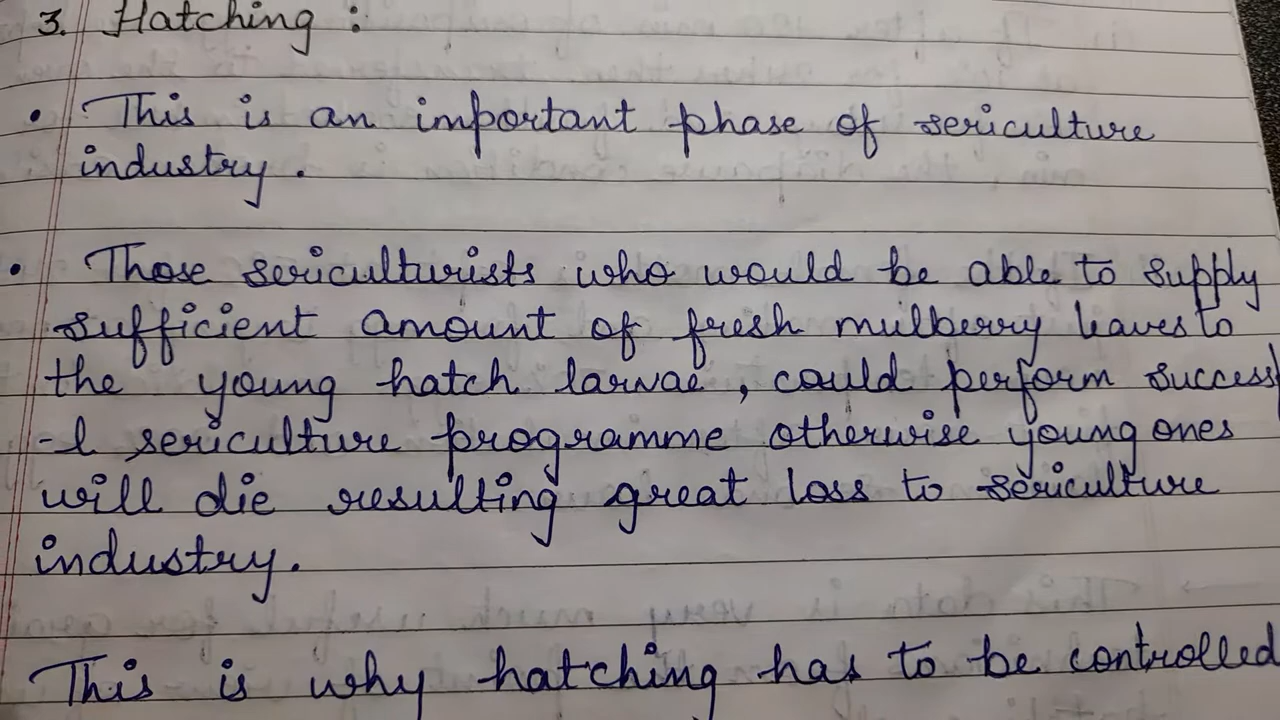 3. Hatching :
• This is an important phase of sericulture
industry.
• Those sericulturists who would be able to supply
sufficient amount of fresh mulberry leaves to
the young hatch larvae, could perform success
-l sericulture programme otherwise young ones
will die resulting great loss to sericulture
industry.
This is why hatching has to be controlled